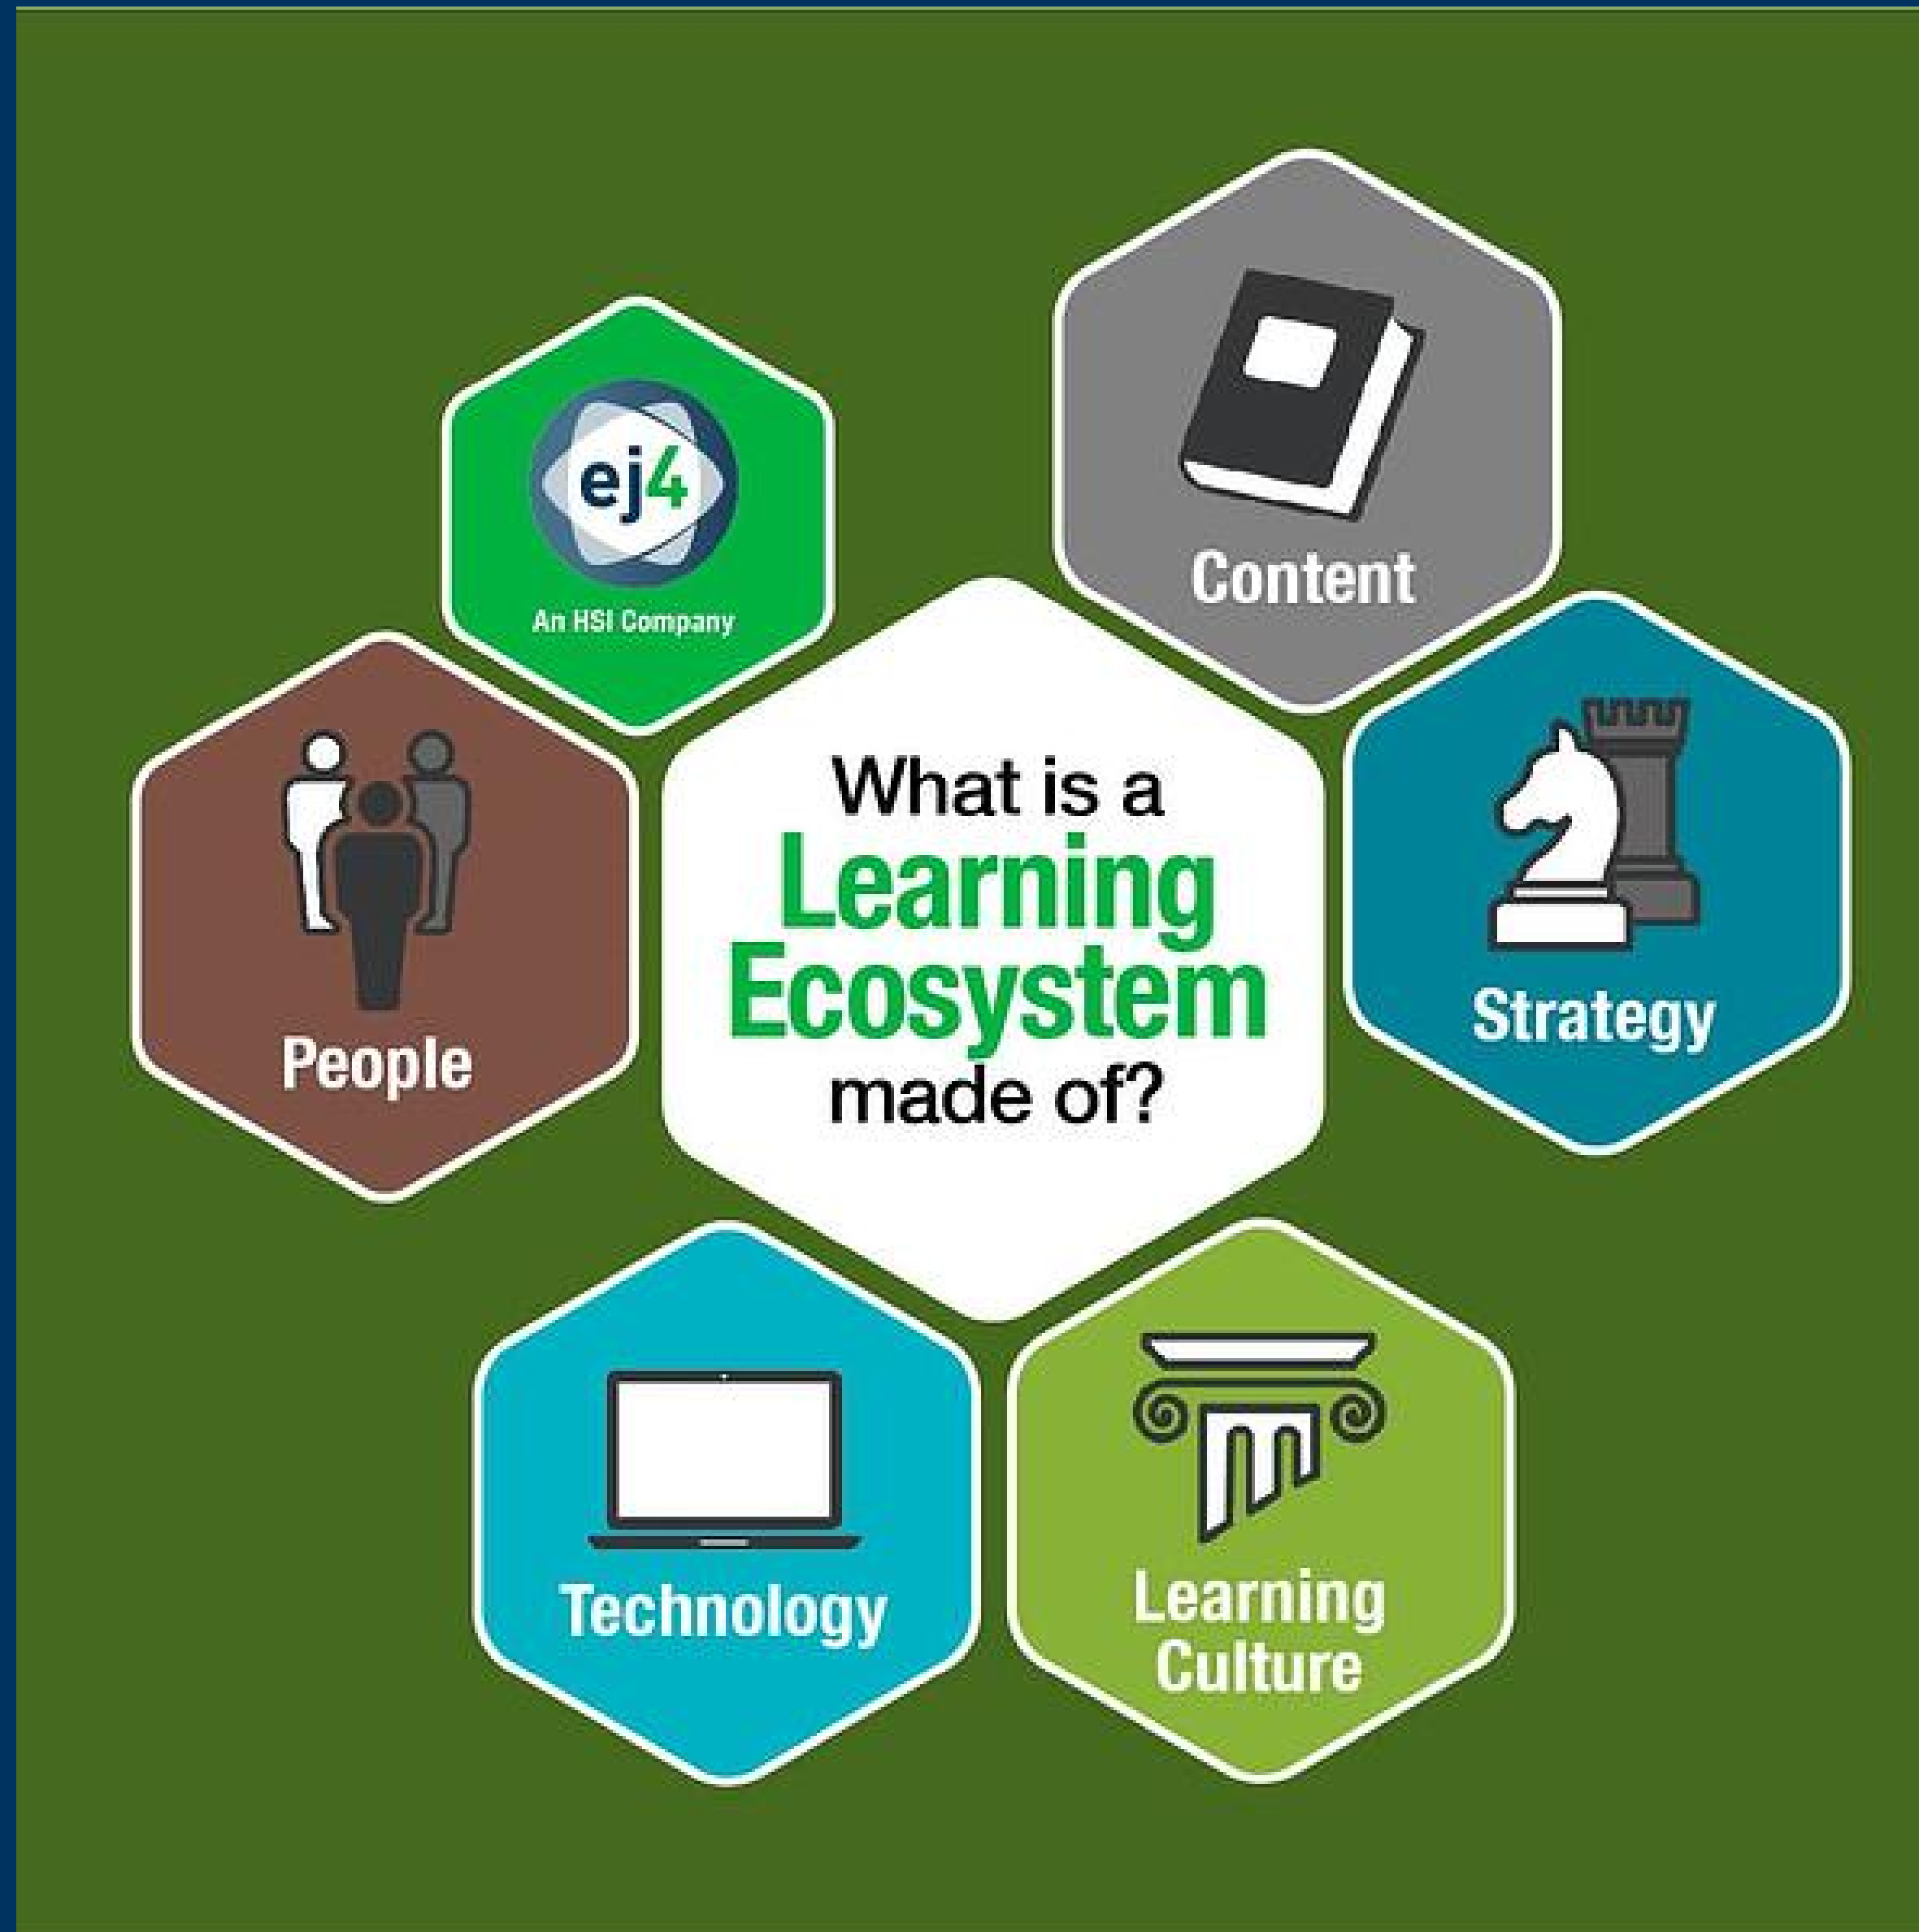 ej4
An HSI Company
Content
People
What is a
Learning
Ecosystem
made of?
Strategy
Technology
Learning
Culture